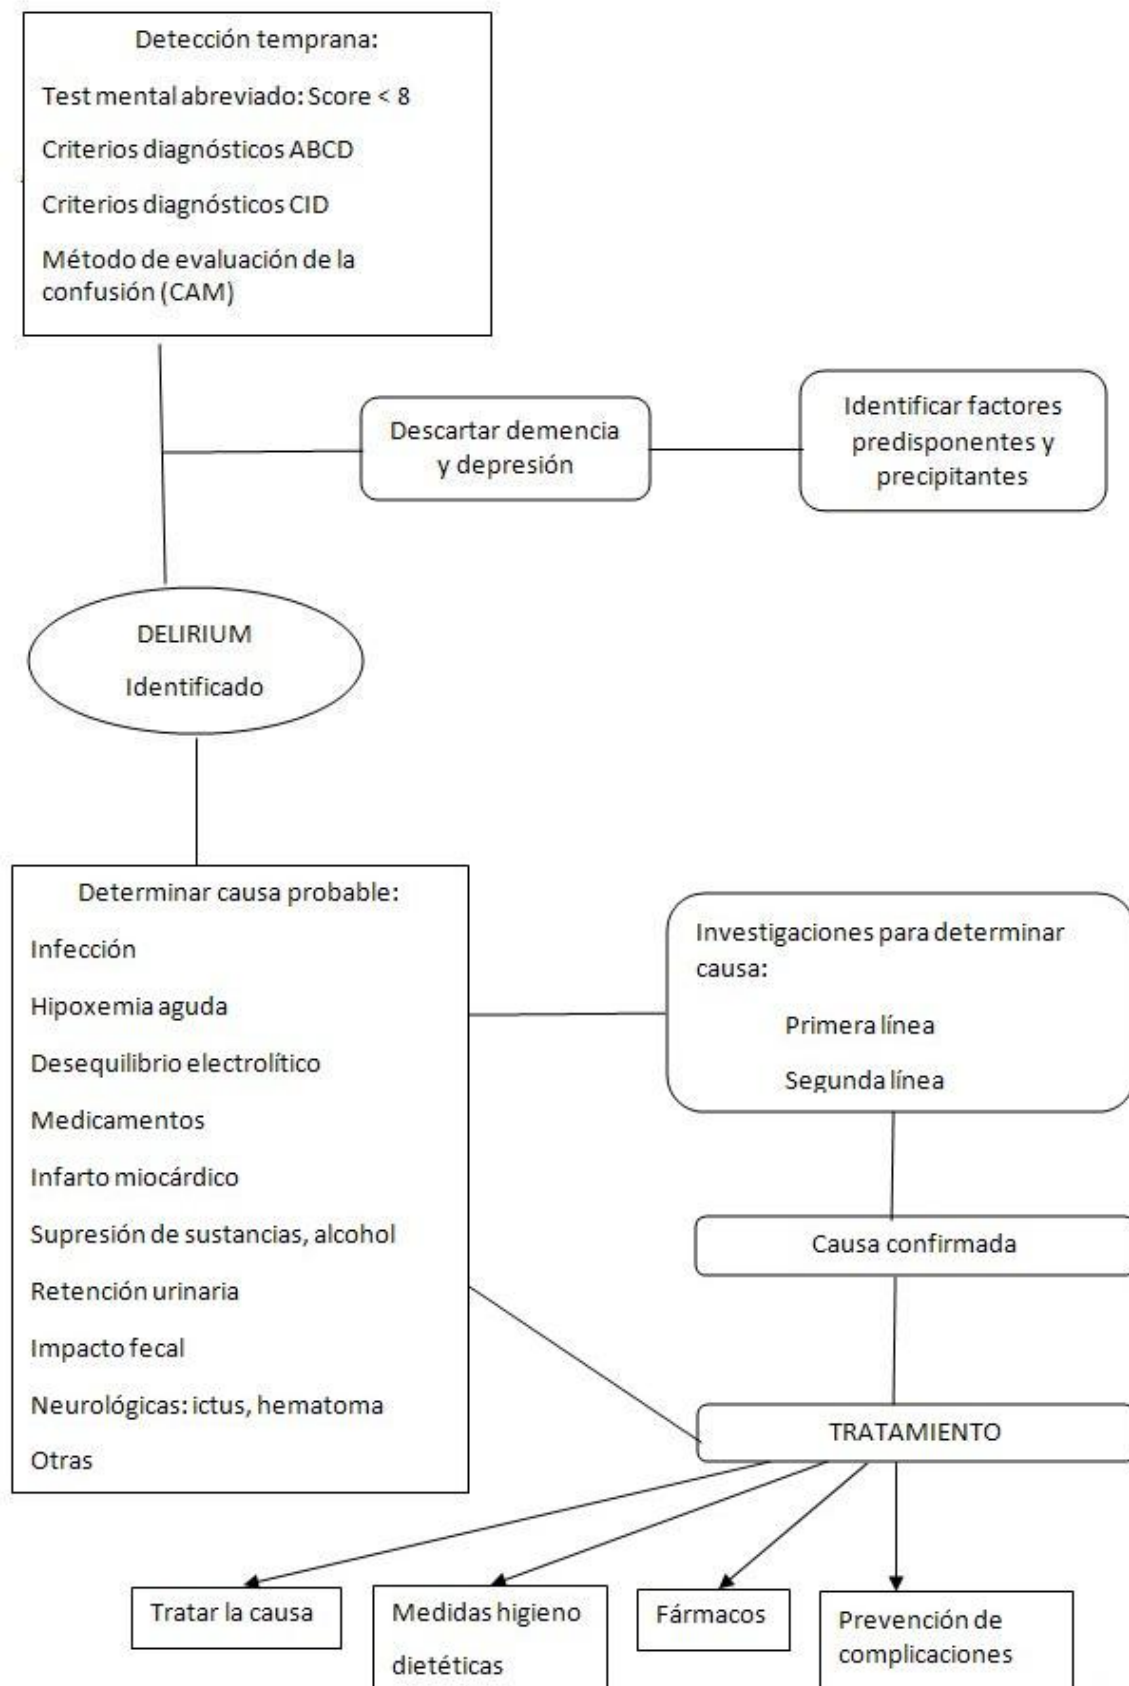 Detección temprana:
Test mental abreviado: Score < 8
Criterios diagnósticos ABCD
Criterios diagnósticos CID
Método de evaluación de la
confusión (CAM)
Descartar demencia
y depresión
Identificar factores
predisponentes y
precipitantes
DELIRIUM
Identificado
Determinar causa probable:
Infección
Hipoxemia aguda
Desequilibrio electrolítico
Medicamentos
Infarto miocárdico
Supresión de sustancias, alcohol
Retención urinaria
Impacto fecal
Neurológicas: ictus, hematoma
Otras
Investigaciones para determinar
causa:
Primera línea
Segunda línea
Causa confirmada
TRATAMIENTO
Tratar la causa
Medidas higieno
dietéticas
Fármacos
Prevención de
complicaciones